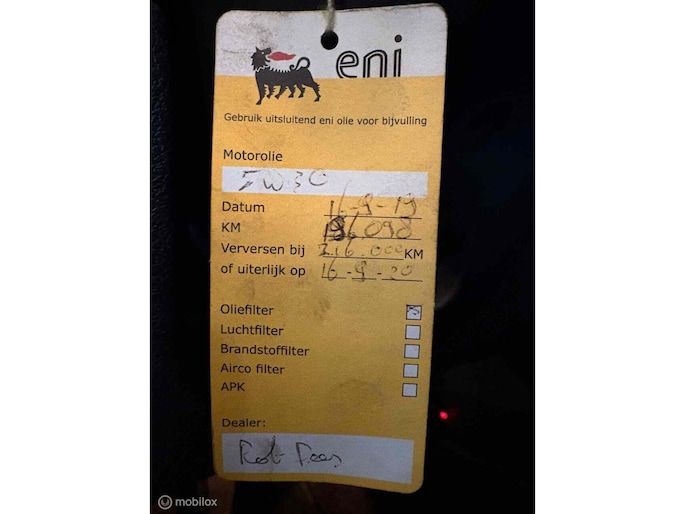 eni
Gebruik uitsluitend eni olie voor bijvulling
Motorolie
5W30
Datum 16-9-19
KM 196.098
Verversen bij 216.000 KM
of uiterlijk op 16-9-20
Oliefilter
Luchtfilter
Brandstoffilter
Airco filter
APK
Dealer:
Rob
mobilox